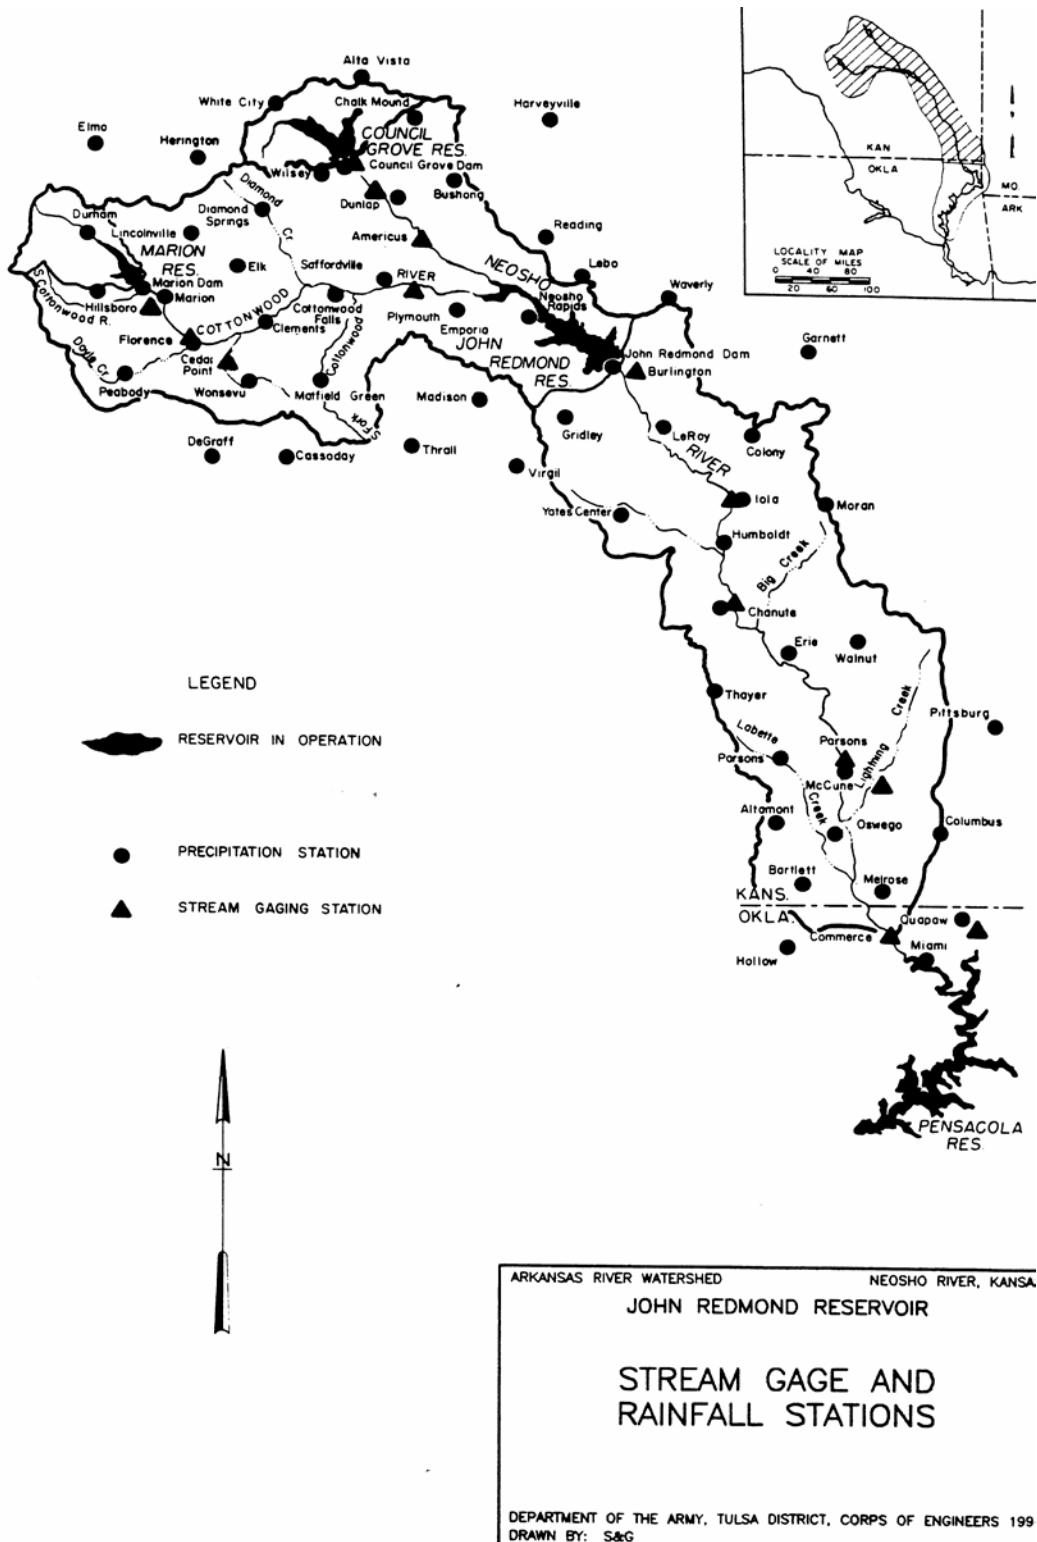 Alta Vista
White City
Chalk Mound
Harveyville
Elmo
Herington
COUNCIL
GROVE RES.
Wilsey
Council Grove Dam
Bushong
Dunlap
Diamond
Cr.
Durham
Lincolnville
Diamond
Springs
Americus
Reading
MARION
RES.
Elk
Saffordville
RIVER
NEOSHO
Lebo
Waverly
Marion Dam
Marion
Hillsboro
S Cottonwood R.
COTTONWOOD
Cottonwood
Falls
Plymouth
Emporia
Neosho
Rapids
Clements
Florence
Cedar
Point
Cottonwood
S Fork
JOHN
REDMOND
RES.
John Redmond Dam
Burlington
Garnett
Doyle Cr.
Peabody
Wonsevu
Matfield Green
Madison
Gridley
LeRoy
Colony
DeGraff
Cassoday
Thrall
Virgil
RIVER
Iola
Moran
Yates Center
Humboldt
Big Creek
Chanute
Erie
Walnut
Thayer
Labette
Creek
Parsons
Parsons
Lightning
Creek
Pittsburg
McCune
Altamont
Oswego
Columbus
Bartlett
Melrose
KANS.
OKLA.
Commerce
Quapaw
Miami
Hollow
PENSACOLA
RES.
KAN
OKLA
MO.
ARK
LOCALITY MAP
SCALE OF MILES
0 40 80
20 60 100
LEGEND
RESERVOIR IN OPERATION
PRECIPITATION STATION
STREAM GAGING STATION
N
ARKANSAS RIVER WATERSHED NEOSHO RIVER, KANSA
JOHN REDMOND RESERVOIR
STREAM GAGE AND
RAINFALL STATIONS
DEPARTMENT OF THE ARMY, TULSA DISTRICT, CORPS OF ENGINEERS 199
DRAWN BY: S&G